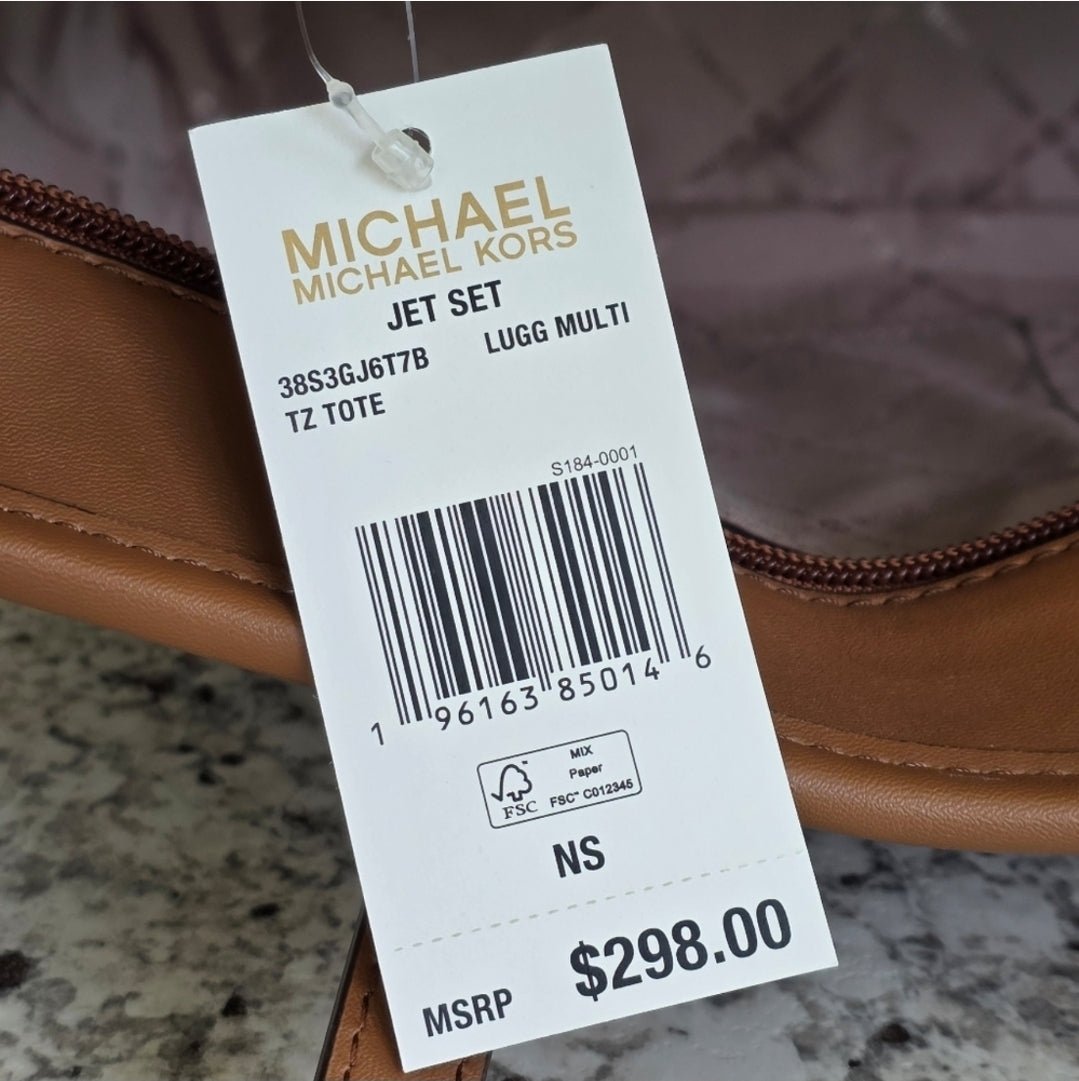 MICHAEL
MICHAEL KORS
JET SET
38S3GJ6T7B LUGG MULTI
TZ TOTE
S184-0001
1 96163 85014 6
MIX
Paper
FSC™ C012345
FSC
NS
MSRP $298.00